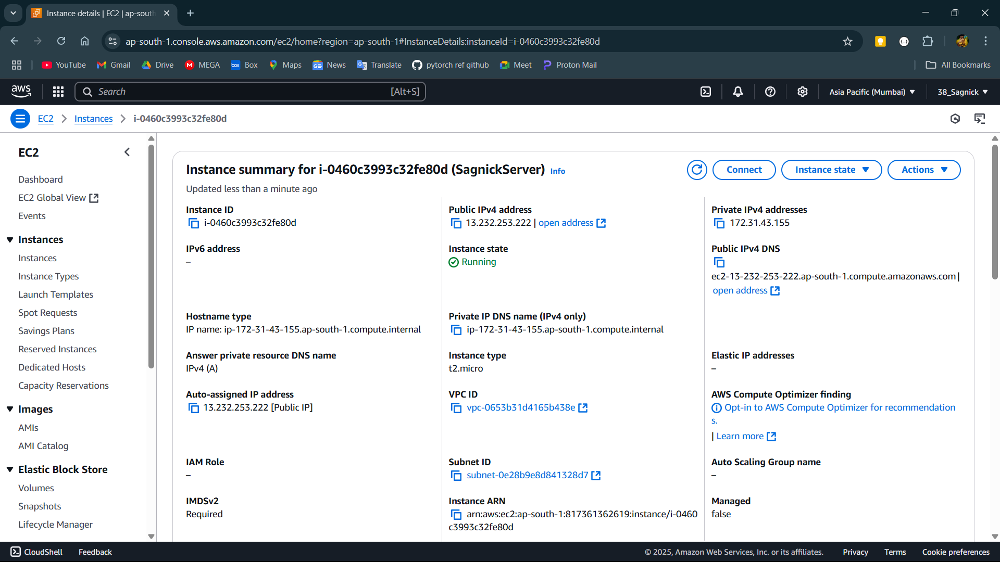 Instance details | EC2 | ap-south
ap-south-1.console.aws.amazon.com/ec2/home?region=ap-south-1#InstanceDetails:instanceId=i-0460c3993c32fe80d
YouTube Gmail Drive MEGA box Box Maps News Translate pytorch ref github Meet Proton Mail All Bookmarks
aws Search [Alt+S] Asia Pacific (Mumbai) 38_Sagnick
EC2 Instances i-0460c3993c32fe80d
EC2
Dashboard
EC2 Global View
Events
Instances
Instances
Instance Types
Launch Templates
Spot Requests
Savings Plans
Reserved Instances
Dedicated Hosts
Capacity Reservations
Images
AMIs
AMI Catalog
Elastic Block Store
Volumes
Snapshots
Lifecycle Manager
Instance summary for i-0460c3993c32fe80d (SagnickServer) Info
Connect Instance state Actions
Updated less than a minute ago
Instance ID
i-0460c3993c32fe80d
Public IPv4 address
13.232.253.222 | open address
Private IPv4 addresses
172.31.43.155
IPv6 address
–
Instance state
Running
Public IPv4 DNS
ec2-13-232-253-222.ap-south-1.compute.amazonaws.com |
open address
Hostname type
IP name: ip-172-31-43-155.ap-south-1.compute.internal
Private IP DNS name (IPv4 only)
ip-172-31-43-155.ap-south-1.compute.internal
Answer private resource DNS name
IPv4 (A)
Instance type
t2.micro
Elastic IP addresses
–
Auto-assigned IP address
13.232.253.222 [Public IP]
VPC ID
vpc-0653b31d4165b438e
AWS Compute Optimizer finding
Opt-in to AWS Compute Optimizer for recommendation
s.
| Learn more
IAM Role
–
Subnet ID
subnet-0e28b9e8d841328d7
Auto Scaling Group name
–
IMDSv2
Required
Instance ARN
arn:aws:ec2:ap-south-1:817361362619:instance/i-0460
c3993c32fe80d
Managed
false
CloudShell Feedback © 2025, Amazon Web Services, Inc. or its affiliates. Privacy Terms Cookie preferences